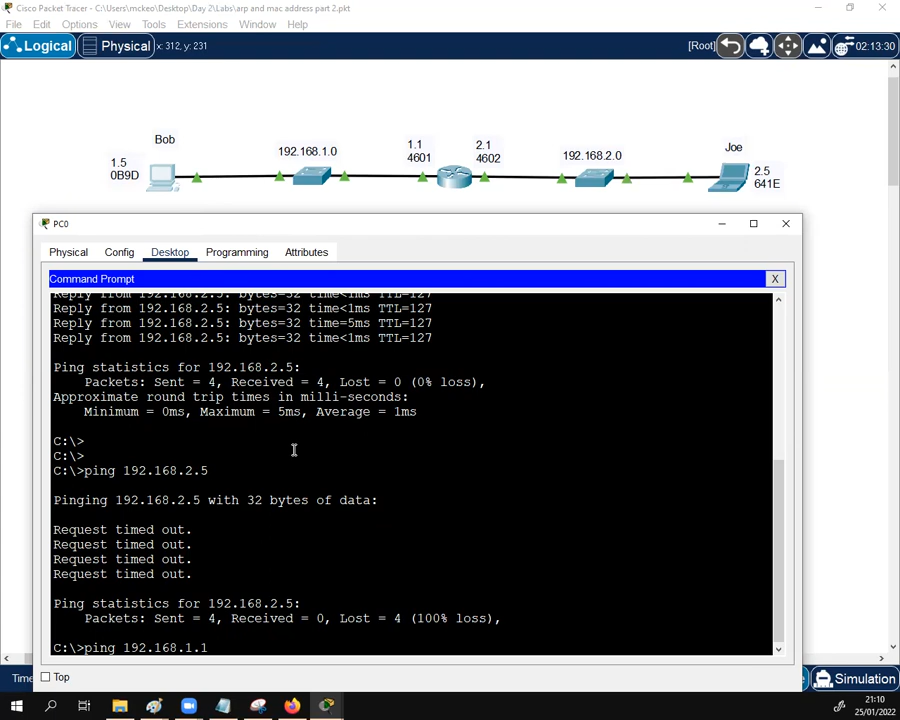 Cisco Packet Tracer - C:\Users\mckeo\Desktop\Day 2\Labs\arp and mac address part 2.pkt
File Edit Options View Tools Extensions Window Help
Logical Physical x: 312, y: 231 [Root] 02:13:30
Bob
1.5
0B9D
192.168.1.0
1.1
4601
2.1
4602
192.168.2.0
Joe
2.5
641E
PC0
Physical Config Desktop Programming Attributes
Command Prompt X
Reply from 192.168.2.5: bytes=32 time<1ms TTL=127
Reply from 192.168.2.5: bytes=32 time<1ms TTL=127
Reply from 192.168.2.5: bytes=32 time=5ms TTL=127
Reply from 192.168.2.5: bytes=32 time<1ms TTL=127
Ping statistics for 192.168.2.5:
Packets: Sent = 4, Received = 4, Lost = 0 (0% loss),
Approximate round trip times in milli-seconds:
Minimum = 0ms, Maximum = 5ms, Average = 1ms
C:\>
C:\>
C:\>ping 192.168.2.5
Pinging 192.168.2.5 with 32 bytes of data:
Request timed out.
Request timed out.
Request timed out.
Request timed out.
Ping statistics for 192.168.2.5:
Packets: Sent = 4, Received = 0, Lost = 4 (100% loss),
C:\>ping 192.168.1.1
Top
Time
Simulation
21:10
25/01/2022